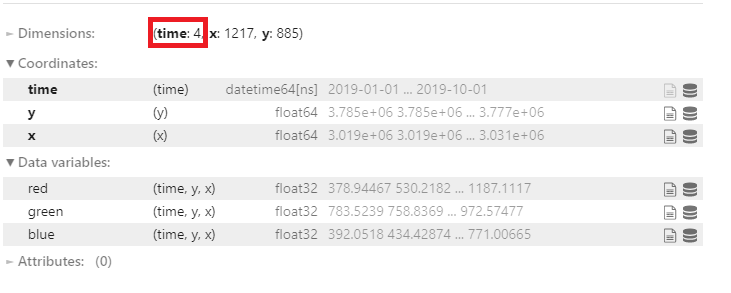 ► Dimensions: (time: 4, x: 1217, y: 885)
▼ Coordinates:
time (time) datetime64[ns] 2019-01-01 ... 2019-10-01
y (y) float64 3.785e+06 3.785e+06 ... 3.777e+06
x (x) float64 3.019e+06 3.019e+06 ... 3.031e+06
▼ Data variables:
red (time, y, x) float32 378.94467 530.2182 ... 1187.1117
green (time, y, x) float32 783.5239 758.8369 ... 972.57477
blue (time, y, x) float32 392.0518 434.42874 ... 771.00665
► Attributes: (0)